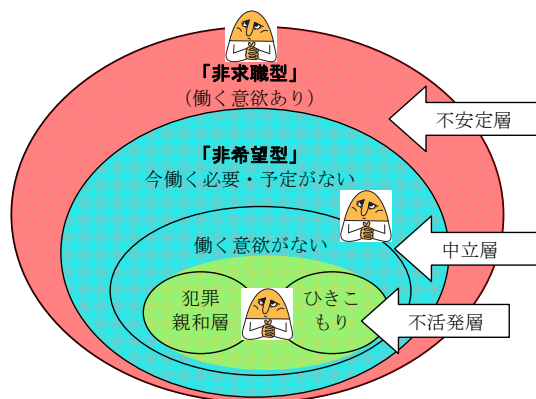 「非求職型」
（働く意欲あり）
不安定層
「非希望型」
今働く必要・予定がない
働く意欲がない
中立層
犯罪
親和層
ひきこ
もり
不活発層